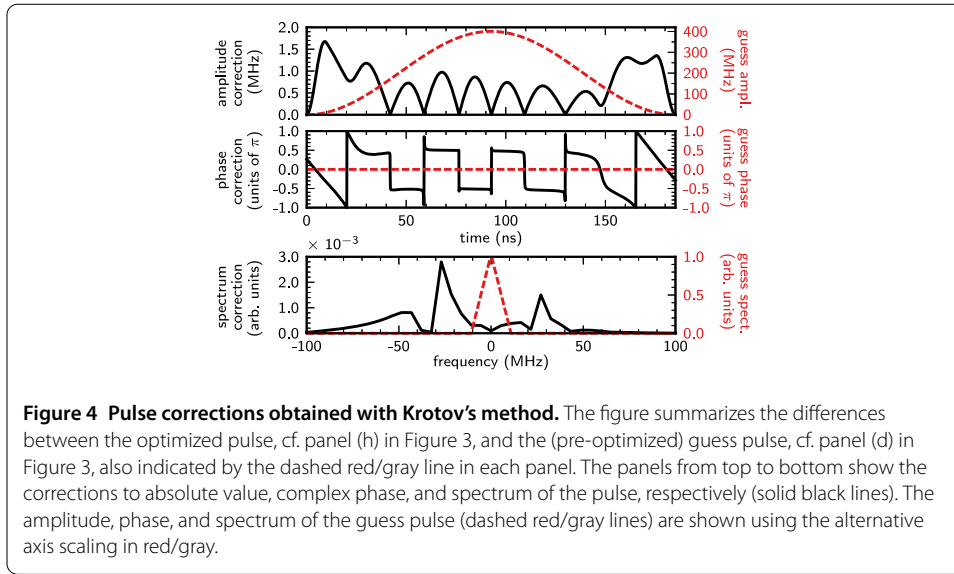 amplitude
correction
(MHz)
2.0
1.5
1.0
0.5
0.0
400
300
200
100
0
guess ampl.
(MHz)
phase
correction
(units of π)
1.0
0.5
0.0
-0.5
-1.0
1.0
0.5
0.0
-0.5
-1.0
guess phase
(units of π)
0 50 100 150
time (ns)
× 10⁻³
spectrum
correction
(arb. units)
3.0
2.0
1.0
0.0
1.0
0.5
0.0
guess spect.
(arb. units)
-100 -50 0 50 100
frequency (MHz)
Figure 4 Pulse corrections obtained with Krotov's method. The figure summarizes the differences
between the optimized pulse, cf. panel (h) in Figure 3, and the (pre-optimized) guess pulse, cf. panel (d) in
Figure 3, also indicated by the dashed red/gray line in each panel. The panels from top to bottom show the
corrections to absolute value, complex phase, and spectrum of the pulse, respectively (solid black lines). The
amplitude, phase, and spectrum of the guess pulse (dashed red/gray lines) are shown using the alternative
axis scaling in red/gray.